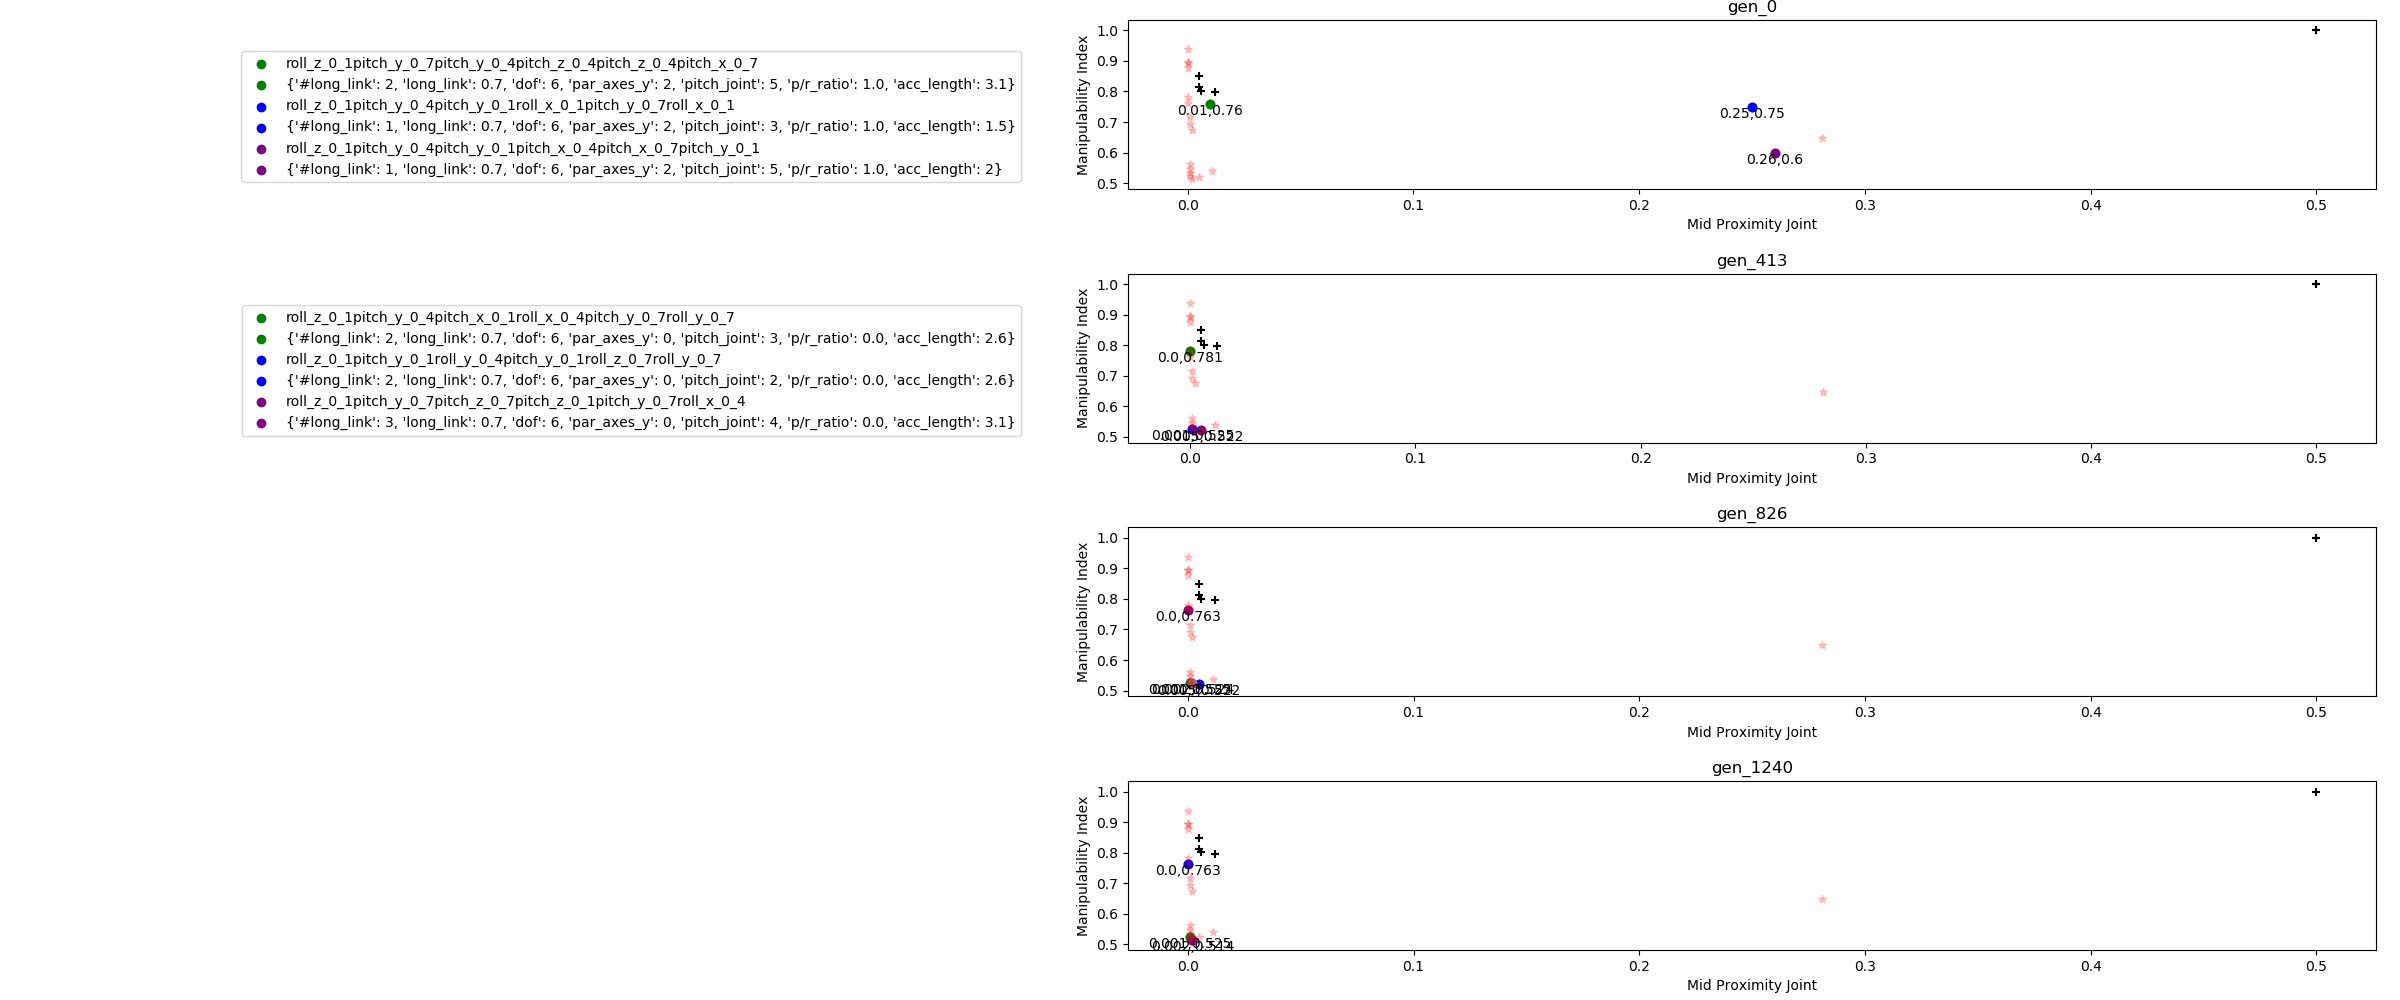 roll_z_0_1pitch_y_0_7pitch_y_0_4pitch_z_0_4pitch_z_0_4pitch_x_0_7
{'#long_link': 2, 'long_link': 0.7, 'dof': 6, 'par_axes_y': 2, 'pitch_joint': 5, 'p/r_ratio': 1.0, 'acc_length': 3.1}
roll_z_0_1pitch_y_0_4pitch_y_0_1roll_x_0_1pitch_y_0_7roll_x_0_1
{'#long_link': 1, 'long_link': 0.7, 'dof': 6, 'par_axes_y': 2, 'pitch_joint': 3, 'p/r_ratio': 1.0, 'acc_length': 1.5}
roll_z_0_1pitch_y_0_4pitch_y_0_1pitch_x_0_4pitch_x_0_7pitch_y_0_1
{'#long_link': 1, 'long_link': 0.7, 'dof': 6, 'par_axes_y': 2, 'pitch_joint': 5, 'p/r_ratio': 1.0, 'acc_length': 2}
gen_0
Manipulability Index
1.0
0.9
0.8
0.7
0.6
0.5
0.01,0.76
0.25,0.75
0.26,0.6
0.0 0.1 0.2 0.3 0.4 0.5
Mid Proximity Joint
roll_z_0_1pitch_y_0_4pitch_x_0_1roll_x_0_4pitch_y_0_7roll_y_0_7
{'#long_link': 2, 'long_link': 0.7, 'dof': 6, 'par_axes_y': 0, 'pitch_joint': 3, 'p/r_ratio': 0.0, 'acc_length': 2.6}
roll_z_0_1pitch_y_0_1roll_y_0_4pitch_y_0_1roll_z_0_7roll_y_0_7
{'#long_link': 2, 'long_link': 0.7, 'dof': 6, 'par_axes_y': 0, 'pitch_joint': 2, 'p/r_ratio': 0.0, 'acc_length': 2.6}
roll_z_0_1pitch_y_0_7pitch_z_0_7pitch_z_0_1pitch_y_0_7roll_x_0_4
{'#long_link': 3, 'long_link': 0.7, 'dof': 6, 'par_axes_y': 0, 'pitch_joint': 4, 'p/r_ratio': 0.0, 'acc_length': 3.1}
gen_413
Manipulability Index
1.0
0.9
0.8
0.7
0.6
0.5
0.0,0.781
0.0 0.1 0.2 0.3 0.4 0.5
Mid Proximity Joint
gen_826
Manipulability Index
1.0
0.9
0.8
0.7
0.6
0.5
0.0,0.763
0.0 0.1 0.2 0.3 0.4 0.5
Mid Proximity Joint
gen_1240
Manipulability Index
1.0
0.9
0.8
0.7
0.6
0.5
0.0,0.763
0.001,0.525
0.002,0.514
0.0 0.1 0.2 0.3 0.4 0.5
Mid Proximity Joint